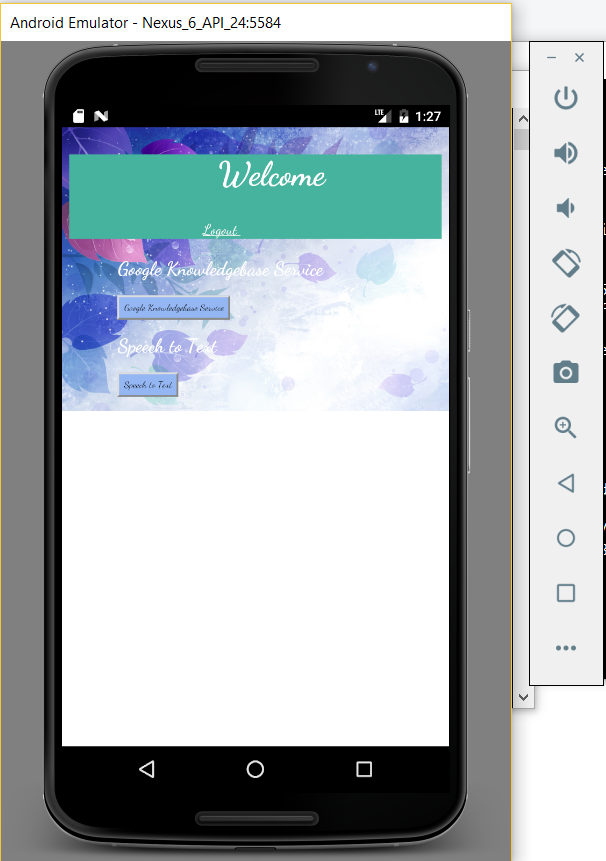 Android Emulator - Nexus_6_API_24:5584
LTE 1:27
Welcome
Logout
Google Knowledgebase Service
Google Knowledgebase Service
Speech to Text
Speech to Text